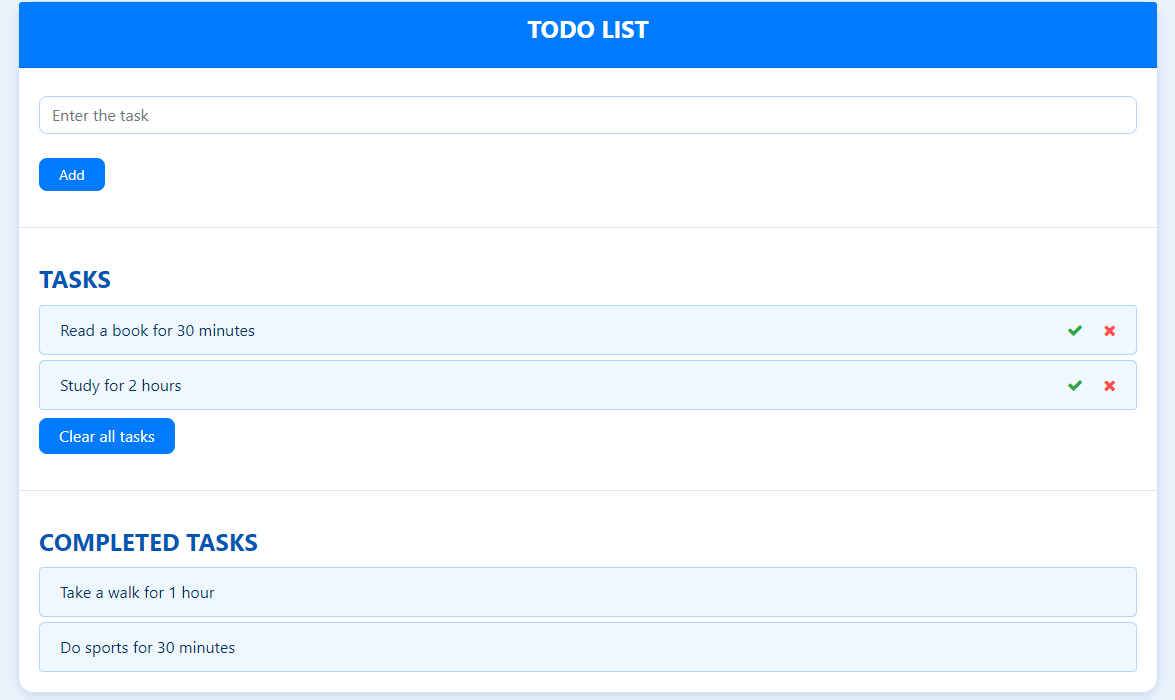 TODO LIST
Enter the task
Add
TASKS
Read a book for 30 minutes
Study for 2 hours
Clear all tasks
COMPLETED TASKS
Take a walk for 1 hour
Do sports for 30 minutes